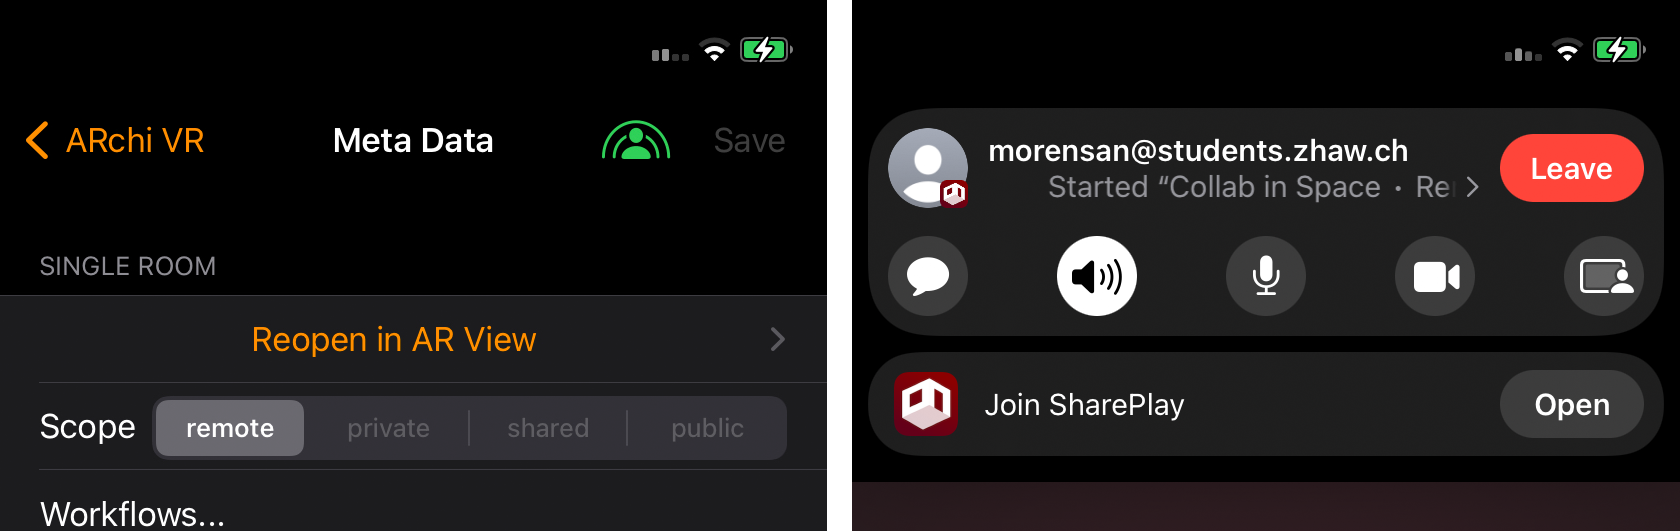 ARchi VR
Meta Data
Save
SINGLE ROOM
Reopen in AR View
Scope
remote
private
shared
public
Workflows...
morensan@students.zhaw.ch
Started “Collab in Space • Re
Leave
Join SharePlay
Open